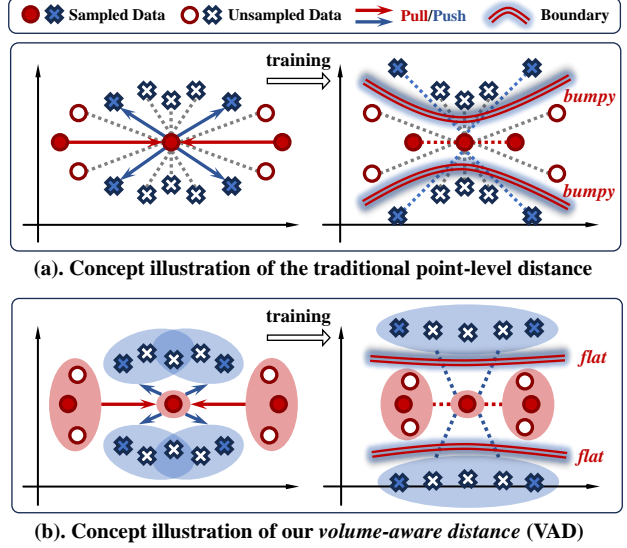 Sampled Data Unsampled Data Pull/Push Boundary
training
bumpy
bumpy
(a). Concept illustration of the traditional point-level distance
training
flat
flat
(b). Concept illustration of our volume-aware distance (VAD)